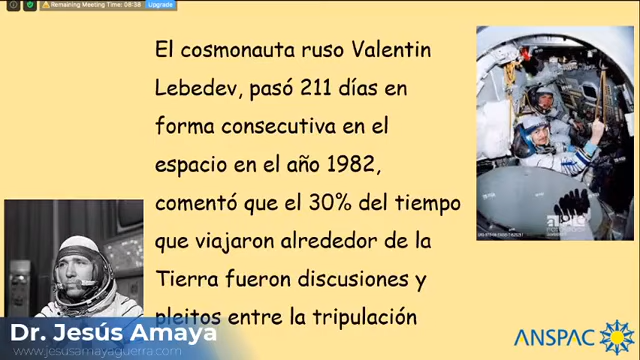 Remaining Meeting Time: 08:38 Upgrade
El cosmonauta ruso Valentin
Lebedev, pasó 211 días en
forma consecutiva en el
espacio en el año 1982,
comentó que el 30% del tiempo
que viajaron alrededor de la
Tierra fueron discusiones y
pleitos entre la tripulación
Dr. Jesús Amaya
www.jesusamayaguerra.com
ANSPAC